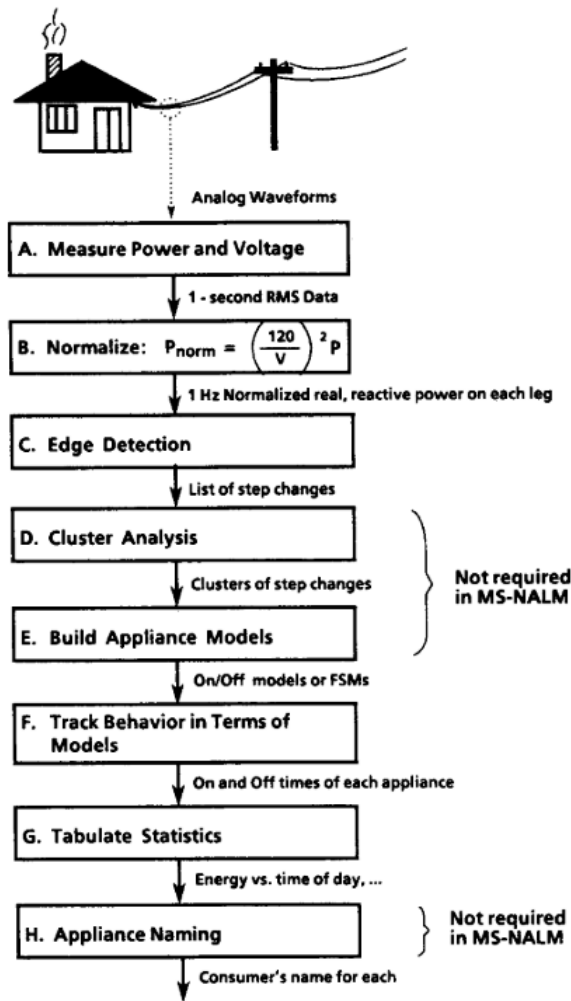 Analog Waveforms
A. Measure Power and Voltage
1 - second RMS Data
B. Normalize: Pnorm = (120/V)² P
1 Hz Normalized real, reactive power on each leg
C. Edge Detection
List of step changes
D. Cluster Analysis
Clusters of step changes
Not required
in MS-NALM
E. Build Appliance Models
On/Off models or FSMs
F. Track Behavior in Terms of
Models
On and Off times of each appliance
G. Tabulate Statistics
Energy vs. time of day, ...
H. Appliance Naming
Not required
in MS-NALM
Consumer's name for each